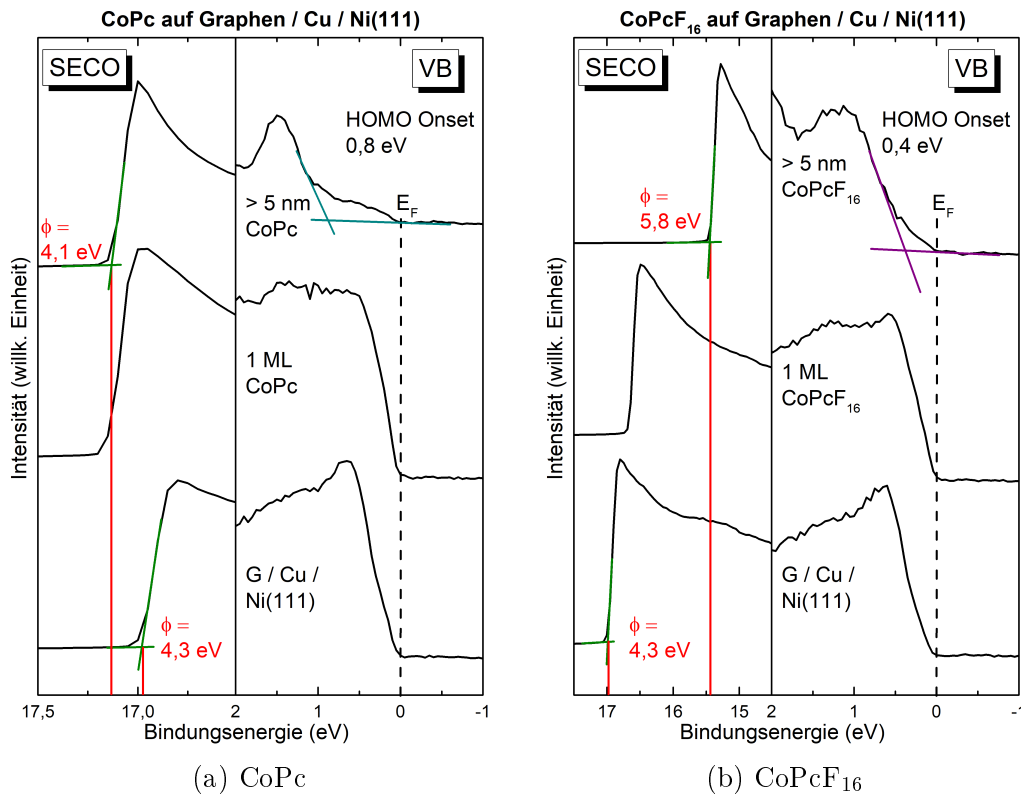 CoPc auf Graphen / Cu / Ni(111)
SECO
VB
HOMO Onset
0,8 eV
> 5 nm
CoPc
E_F
ϕ =
4,1 eV
1 ML
CoPc
G / Cu /
Ni(111)
ϕ =
4,3 eV
Intensität (willk. Einheit)
17,5 17,0 2 1 0 -1
Bindungsenergie (eV)
(a) CoPc
CoPcF₁₆ auf Graphen / Cu / Ni(111)
SECO
VB
HOMO Onset
0,4 eV
> 5 nm
CoPcF₁₆
E_F
ϕ =
5,8 eV
1 ML
CoPcF₁₆
G / Cu /
Ni(111)
ϕ =
4,3 eV
Intensität (willk. Einheit)
17 16 15 2 1 0 -1
Bindungsenergie (eV)
(b) CoPcF₁₆